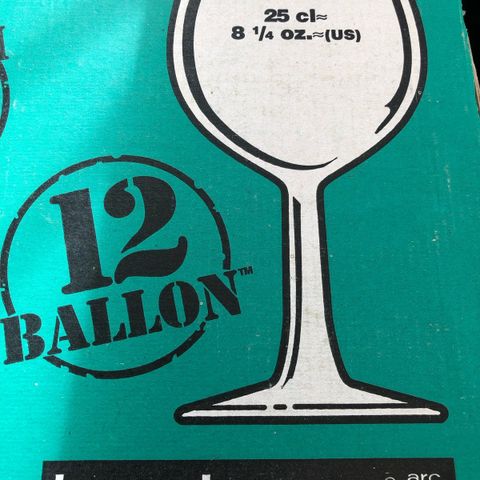 25 cl≈
8 1/4 oz.≈(US)
12
BALLON™
arc